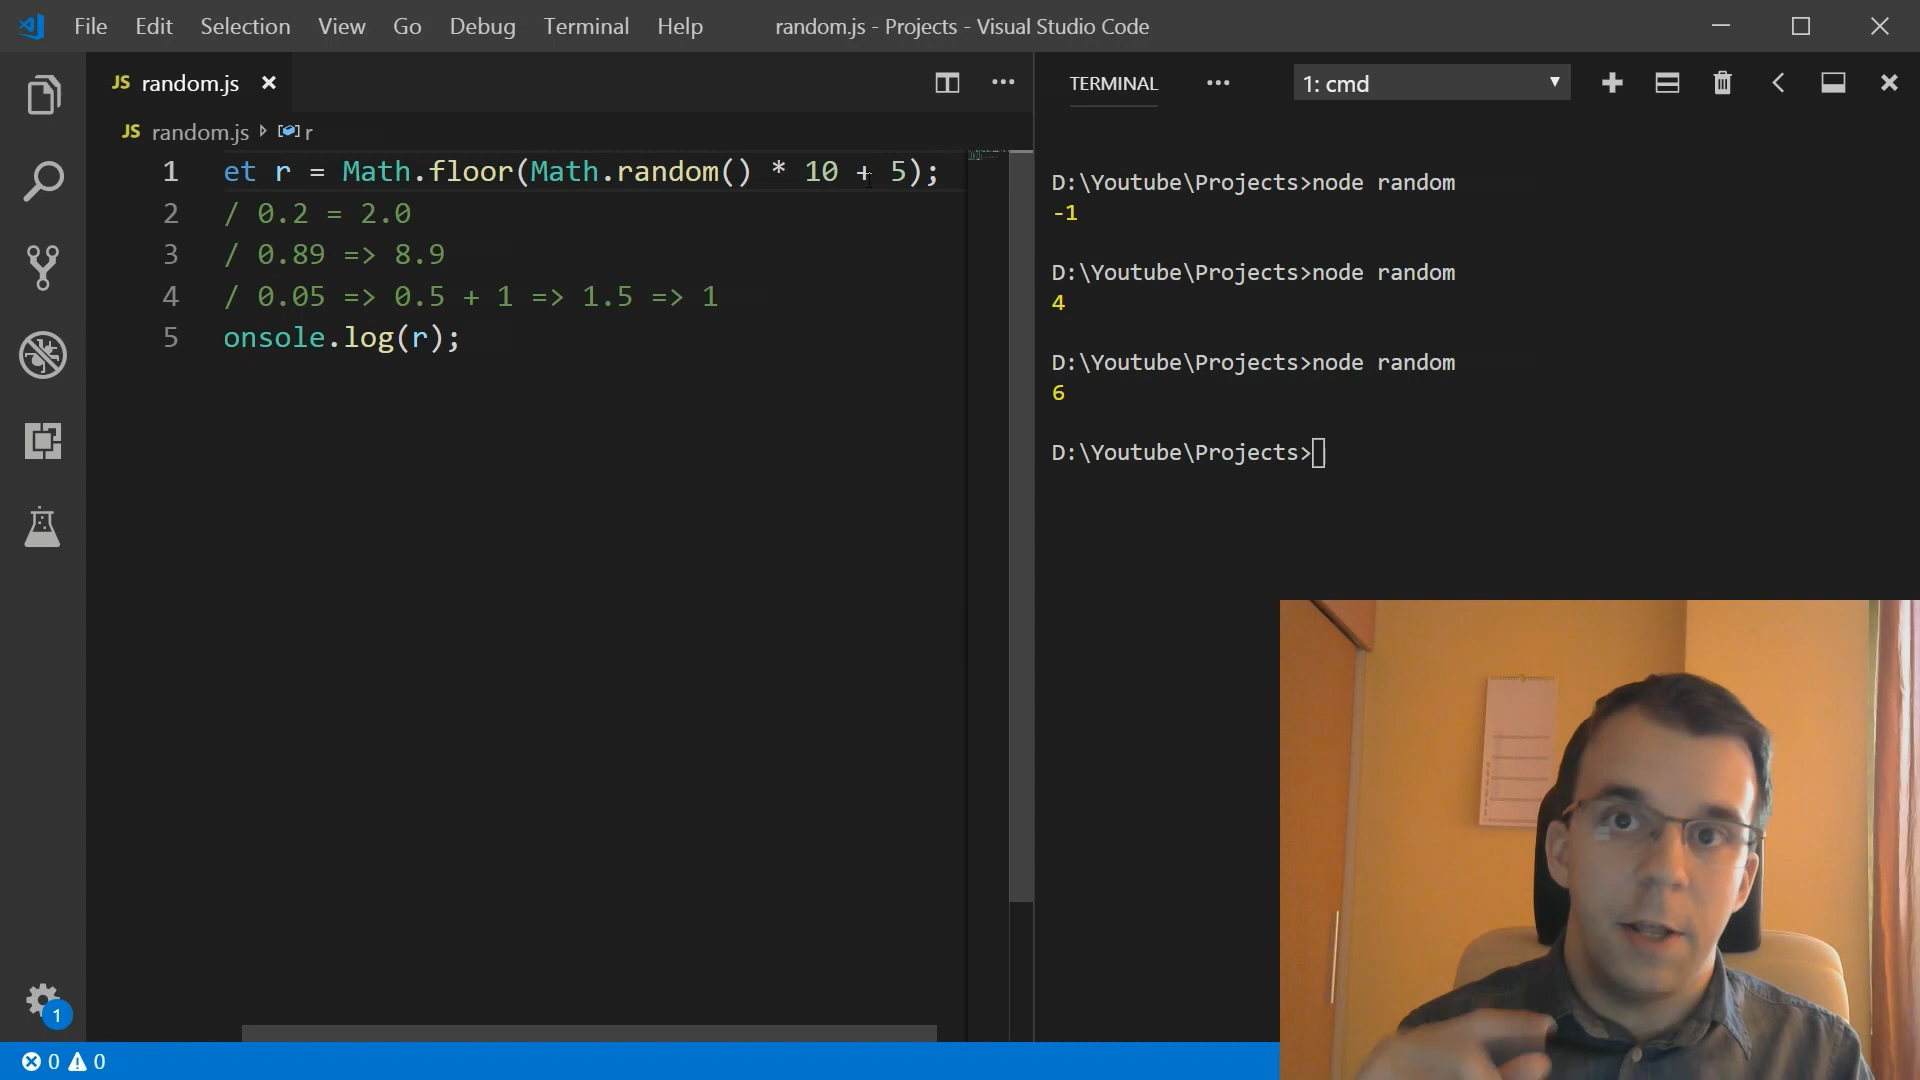 File Edit Selection View Go Debug Terminal Help random.js - Projects - Visual Studio Code
JS random.js
JS random.js r
1 et r = Math.floor(Math.random() * 10 + 5);
2 / 0.2 = 2.0
3 / 0.89 => 8.9
4 / 0.05 => 0.5 + 1 => 1.5 => 1
5 onsole.log(r);
TERMINAL 1: cmd
D:\Youtube\Projects>node random
-1
D:\Youtube\Projects>node random
4
D:\Youtube\Projects>node random
6
D:\Youtube\Projects>
1
0 0